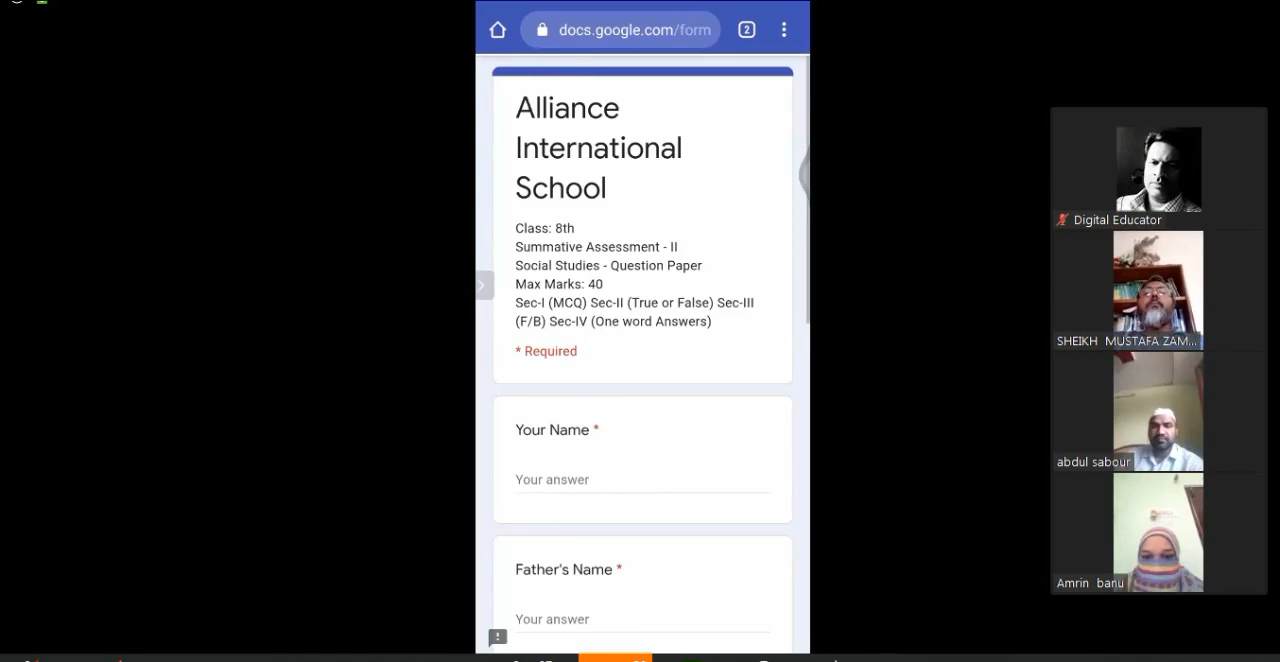 docs.google.com/form
2
Alliance
International
School
Class: 8th
Summative Assessment - II
Social Studies - Question Paper
Max Marks: 40
Sec-I (MCQ) Sec-II (True or False) Sec-III
(F/B) Sec-IV (One word Answers)
* Required
Your Name *
Your answer
Father's Name *
Your answer
Digital Educator
SHEIKH MUSTAFA ZAM...
abdul sabour
Amrin banu